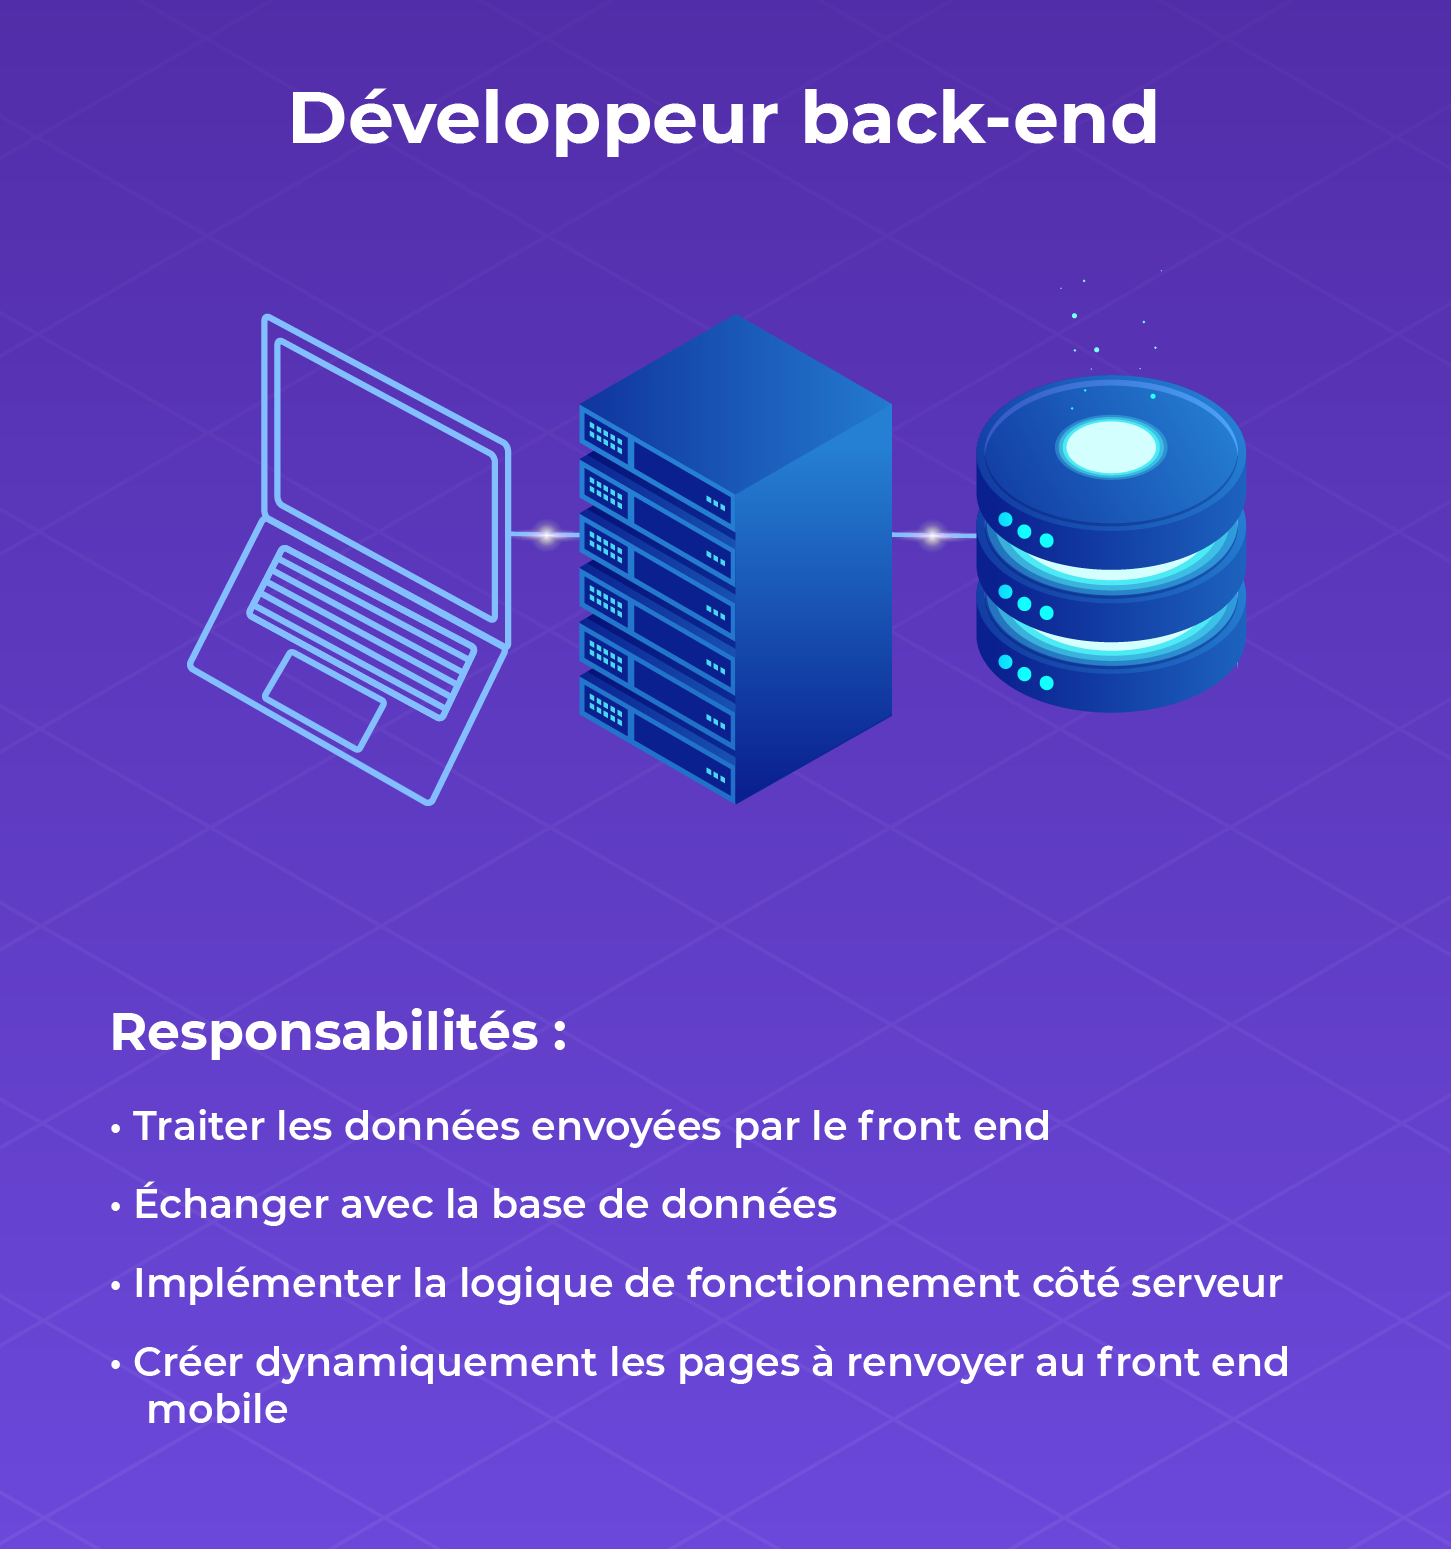 Développeur back-end
Responsabilités :
• Traiter les données envoyées par le front end
• Échanger avec la base de données
• Implémenter la logique de fonctionnement côté serveur
• Créer dynamiquement les pages à renvoyer au front end
mobile